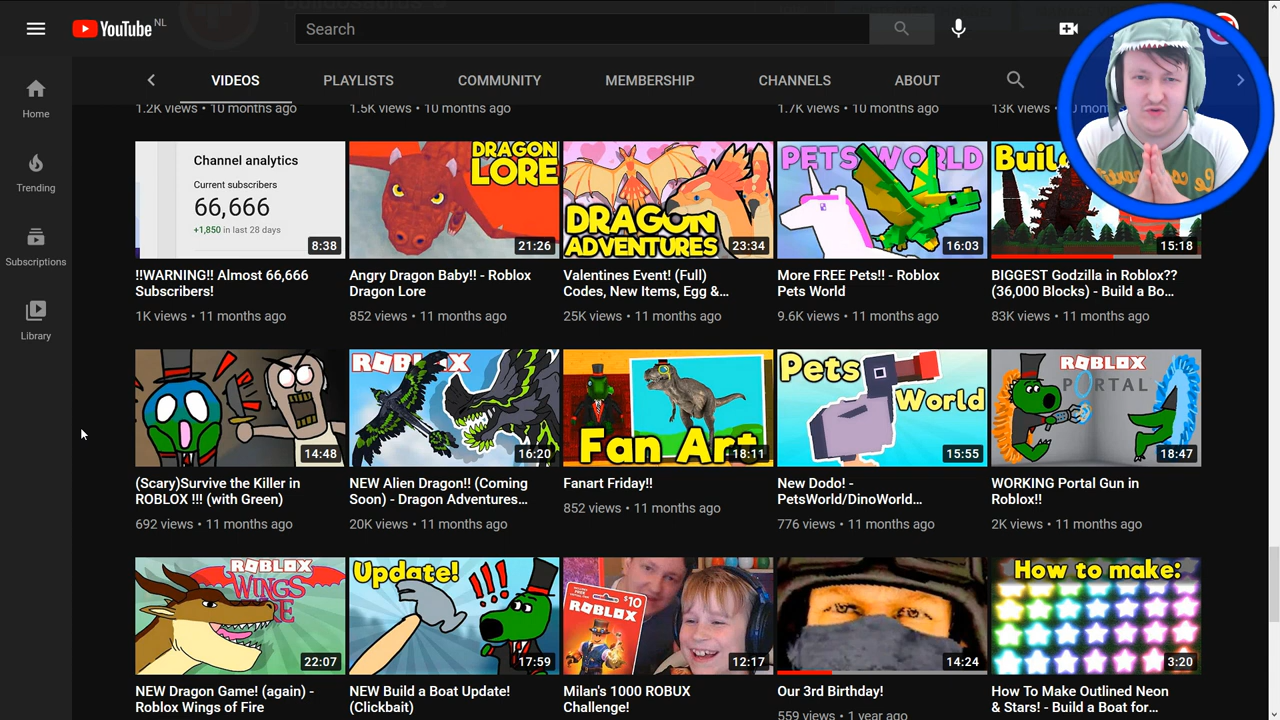 YouTube NL
Search
VIDEOS
PLAYLISTS
COMMUNITY
MEMBERSHIP
CHANNELS
ABOUT
Home
Trending
Subscriptions
Library
1.2K views • 10 months ago
1.5K views • 10 months ago
1.7K views • 10 months ago
13K views
Channel analytics
Current subscribers
66,666
+1,850 in last 28 days
8:38
DRAGON
LORE
21:26
DRAGON
ADVENTURES
23:34
PETS WORLD
16:03
15:18
!!WARNING!! Almost 66,666
Subscribers!
1K views • 11 months ago
Angry Dragon Baby!! - Roblox
Dragon Lore
852 views • 11 months ago
Valentines Event! (Full)
Codes, New Items, Egg &...
25K views • 11 months ago
More FREE Pets!! - Roblox
Pets World
9.6K views • 11 months ago
BIGGEST Godzilla in Roblox??
(36,000 Blocks) - Build a Bo...
83K views • 11 months ago
14:48
ROBLOX
16:20
Fan Art
18:11
Pets
World
15:55
ROBLOX
PORTAL
18:47
(Scary)Survive the Killer in
ROBLOX !!! (with Green)
692 views • 11 months ago
NEW Alien Dragon!! (Coming
Soon) - Dragon Adventures...
20K views • 11 months ago
Fanart Friday!!
852 views • 11 months ago
New Dodo! -
PetsWorld/DinoWorld...
776 views • 11 months ago
WORKING Portal Gun in
Roblox!!
2K views • 11 months ago
ROBLOX
WINGS
22:07
Update!
!!!
17:59
$10
ROBLOX
12:17
14:24
How to make:
3:20
NEW Dragon Game! (again) -
Roblox Wings of Fire
NEW Build a Boat Update!
(Clickbait)
Milan's 1000 ROBUX
Challenge!
Our 3rd Birthday!
559 views • 1 year ago
How To Make Outlined Neon
& Stars! - Build a Boat for...